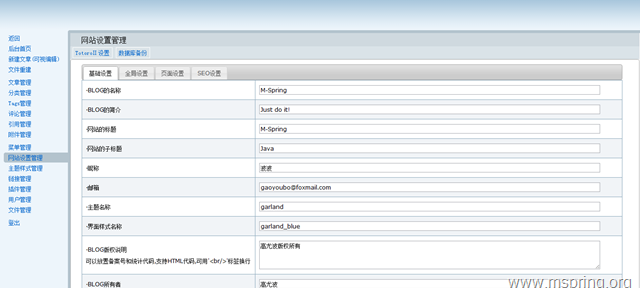 返回
后台首页
新建文章(可视编辑)
文件重建
文章管理
分类管理
Tags管理
评论管理
引用管理
附件管理
菜单管理
网站设置管理
主题样式管理
链接管理
插件管理
用户管理
文件管理
登出
网站设置管理
TotoroⅡ 设置 数据库备份
基础设置 全局设置 页面设置 SEO设置
·BLOG的名称 M-Spring
·BLOG的简介 Just do it!
·网站的标题 M-Spring
·网站的子标题 Java
·昵称 波波
·邮箱 gaoyoubo@foxmail.com
·主题名称 garland
·界面样式名称 garland_blue
·BLOG版权说明 高尤波版权所有
可以放置备案号和统计代码,支持HTML代码,可用'<br/>'标签换行
·BLOG所有者 高尤波
www.mspring.org